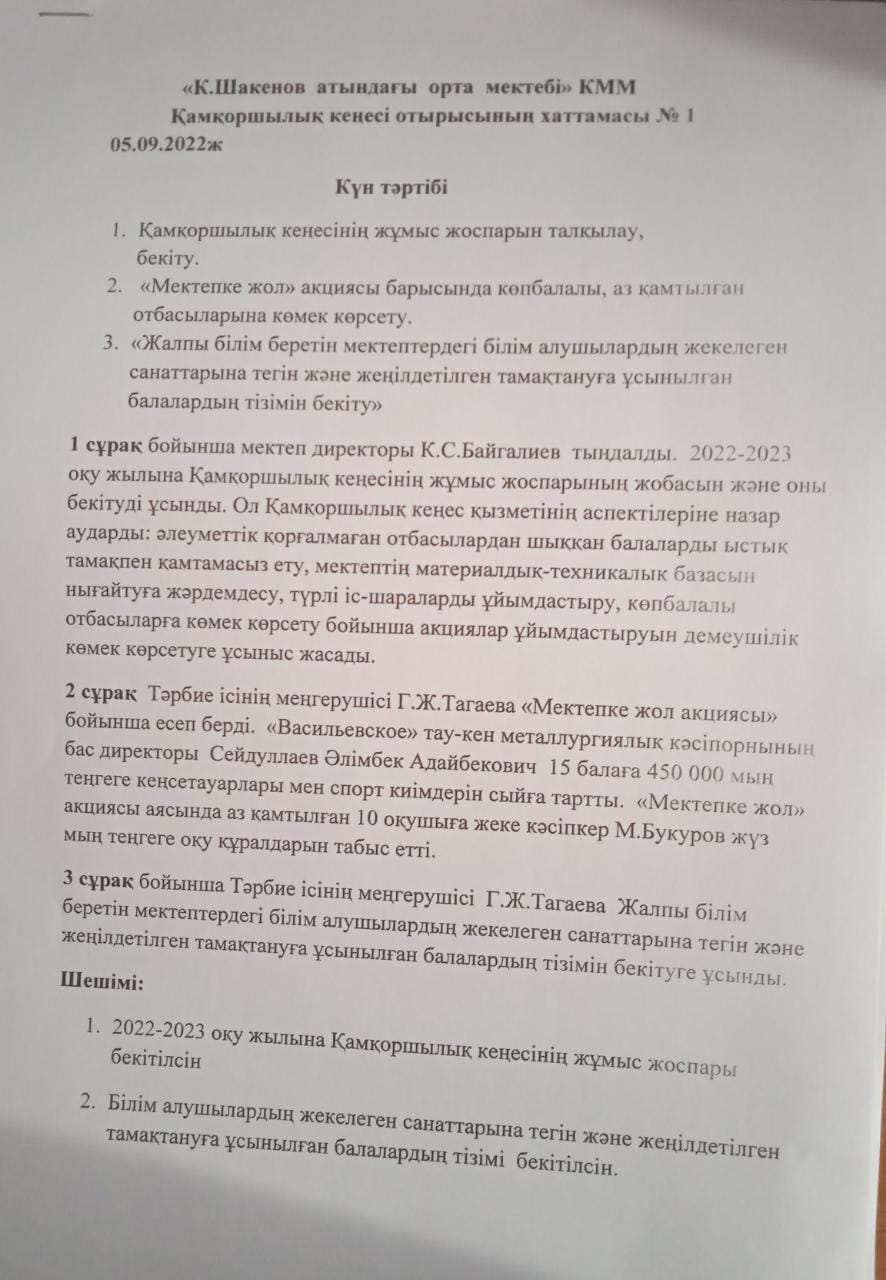 «К.Шакенов атындағы орта мектебі» КММ
Қамқоршылық кеңесі отырысының хаттамасы № 1
05.09.2022ж
Күн тәртібі
1. Қамқоршылық кеңесінің жұмыс жоспарын талқылау,
бекіту.
2. «Мектепке жол» акциясы барысында көпбалалы, аз қамтылған
отбасыларына көмек көрсету.
3. «Жалпы білім беретін мектептердегі білім алушылардың жекелеген
санаттарына тегін және жеңілдетілген тамақтануға ұсынылған
балалардың тізімін бекіту»
1 сұрақ бойынша мектеп директоры К.С.Байгалиев тыңдалды. 2022-2023
оқу жылына Қамқоршылық кеңесінің жұмыс жоспарының жобасын және оны
бекітуді ұсынды. Ол Қамқоршылық кеңес қызметінің аспектілеріне назар
аударды: әлеуметтік қорғалмаған отбасылардан шыққан балаларды ыстық
тамақпен қамтамасыз ету, мектептің материалдық-техникалық базасын
нығайтуға жәрдемдесу, түрлі іс-шараларды ұйымдастыру, көпбалалы
отбасыларға көмек көрсету бойынша акциялар ұйымдастыруын демеушілік
көмек көрсетуге ұсыныс жасады.
2 сұрақ Тәрбие ісінің меңгерушісі Г.Ж.Тагаева «Мектепке жол акциясы»
бойынша есеп берді. «Васильевское» тау-кен металлургиялық кәсіпорнының
бас директоры Сейдуллаев Әлімбек Адайбекович 15 балаға 450 000 мың
теңгеге кеңсетауарлары мен спорт киімдерін сыйға тартты. «Мектепке жол»
акциясы аясында аз қамтылған 10 оқушыға жеке кәсіпкер М.Букуров жүз
мың теңгеге оқу құралдарын табыс етті.
3 сұрақ бойынша Тәрбие ісінің меңгерушісі Г.Ж.Тагаева Жалпы білім
беретін мектептердегі білім алушылардың жекелеген санаттарына тегін және
жеңілдетілген тамақтануға ұсынылған балалардың тізімін бекітуге ұсынды.
Шешімі:
1. 2022-2023 оқу жылына Қамқоршылық кеңесінің жұмыс жоспары
бекітілсін
2. Білім алушылардың жекелеген санаттарына тегін және жеңілдетілген
тамақтануға ұсынылған балалардың тізімі бекітілсін.